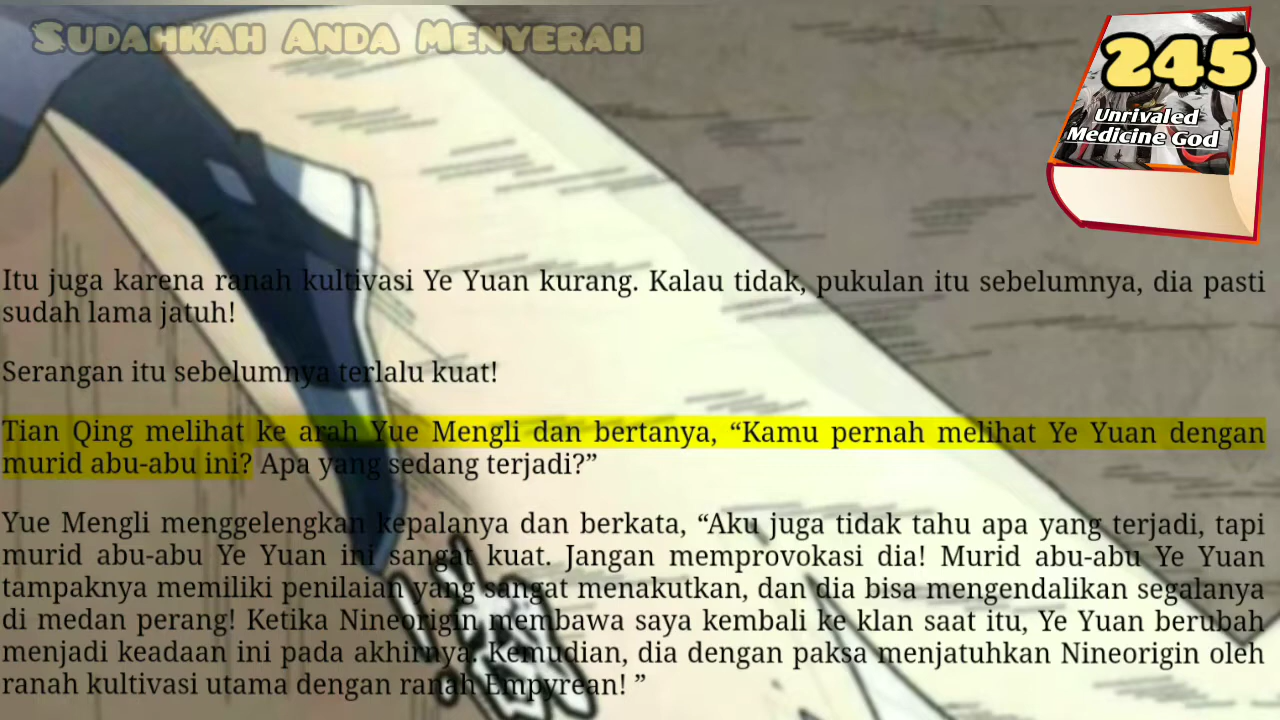 Sudahkah Anda Menyerah
245
Unrivaled
Medicine God
Itu juga karena ranah kultivasi Ye Yuan kurang. Kalau tidak, pukulan itu sebelumnya, dia pasti
sudah lama jatuh!
Serangan itu sebelumnya terlalu kuat!
Tian Qing melihat ke arah Yue Mengli dan bertanya, “Kamu pernah melihat Ye Yuan dengan
murid abu-abu ini? Apa yang sedang terjadi?”
Yue Mengli menggelengkan kepalanya dan berkata, “Aku juga tidak tahu apa yang terjadi, tapi
murid abu-abu Ye Yuan ini sangat kuat. Jangan memprovokasi dia! Murid abu-abu Ye Yuan
tampaknya memiliki penilaian yang sangat menakutkan, dan dia bisa mengendalikan segalanya
di medan perang! Ketika Nineorigin membawa saya kembali ke klan saat itu, Ye Yuan berubah
menjadi keadaan ini pada akhirnya. Kemudian, dia dengan paksa menjatuhkan Nineorigin oleh
ranah kultivasi utama dengan ranah Empyrean! ”